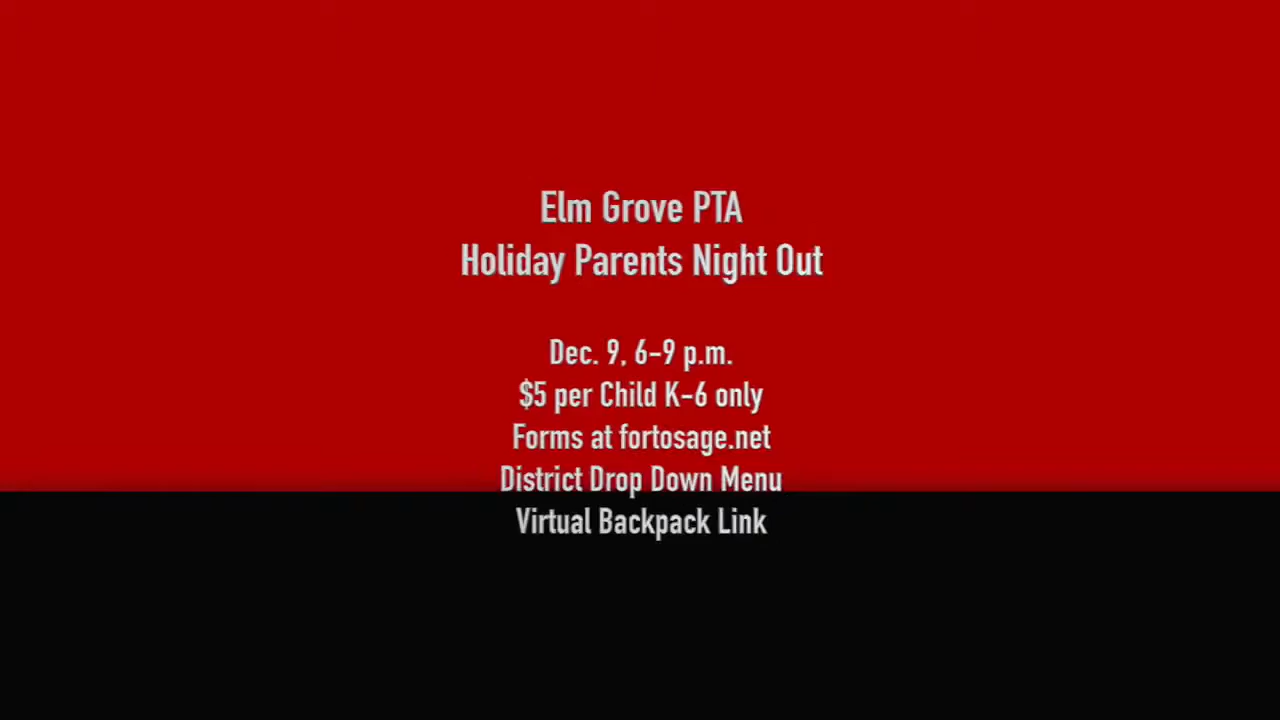 Elm Grove PTA
Holiday Parents Night Out
Dec. 9, 6-9 p.m.
$5 per Child K-6 only
Forms at fortosage.net
District Drop Down Menu
Virtual Backpack Link